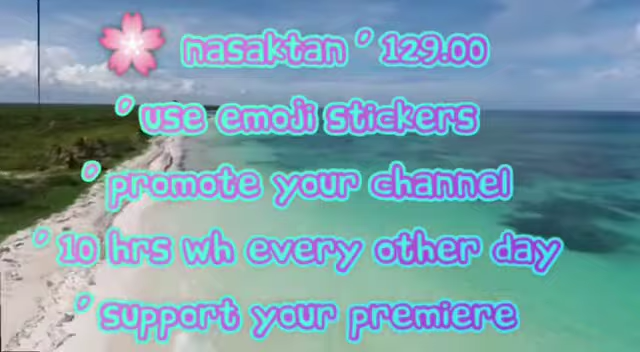 🌸 nasaktan ' 129.00
' use emoji stickers
' promote your channel
' 10 hrs wh every other day
' support your premiere